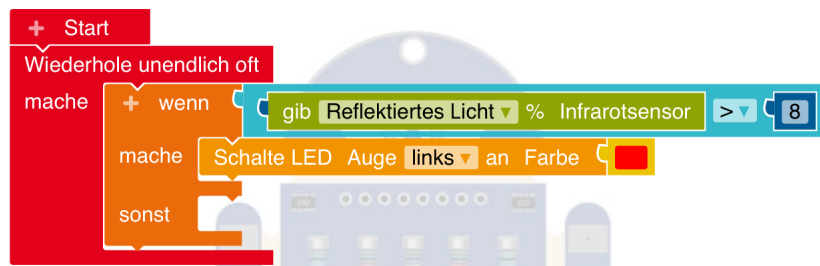 + Start
Wiederhole unendlich oft
mache + wenn gib Reflektiertes Licht ▾ % Infrarotsensor > ▾ 8
mache Schalte LED Auge links ▾ an Farbe
sonst